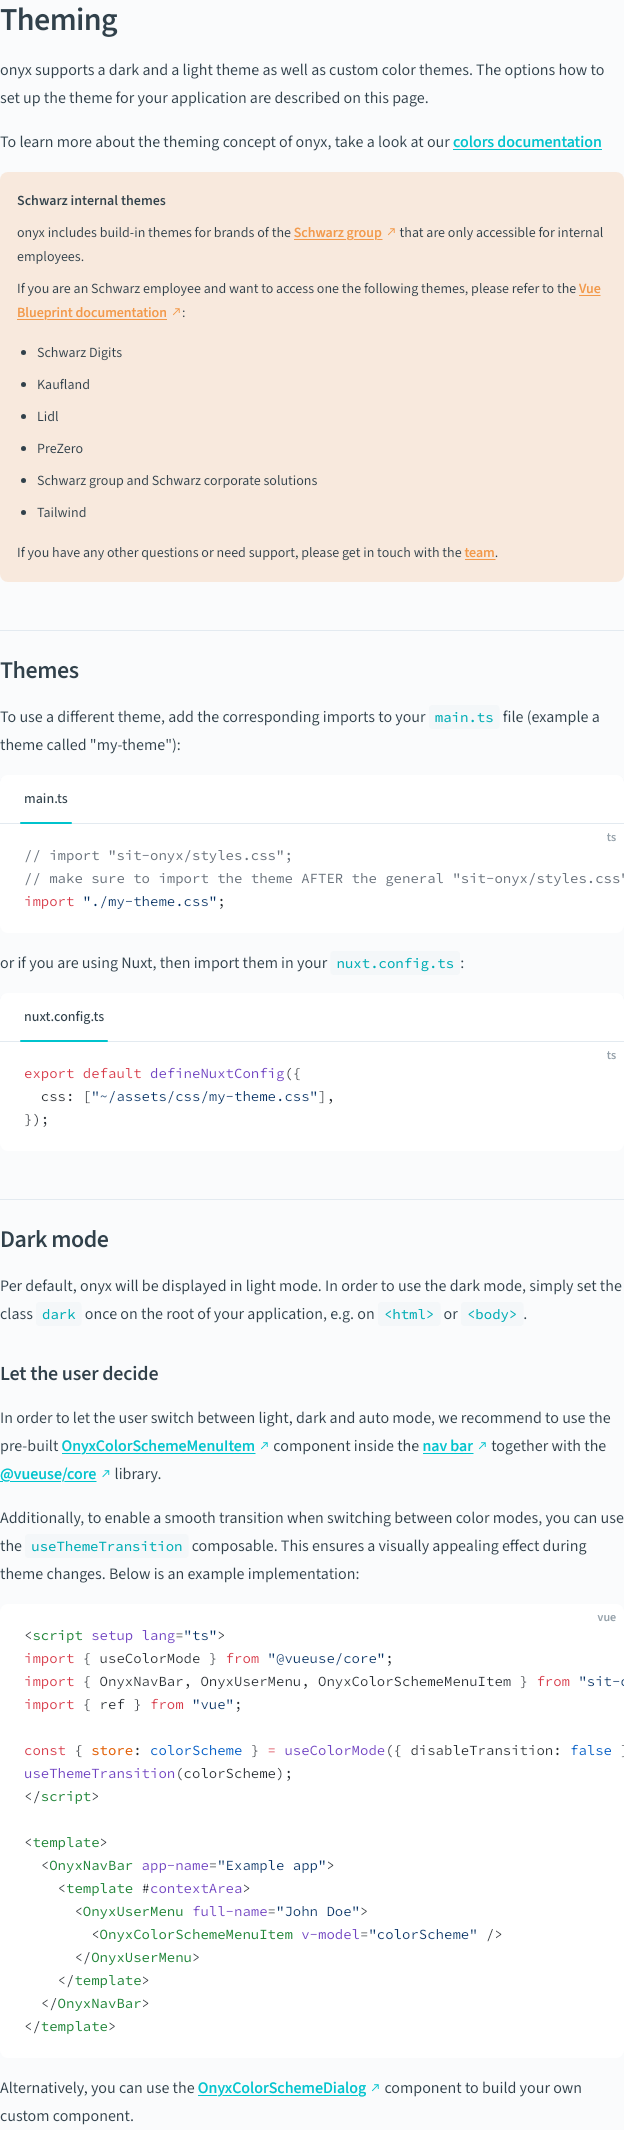 Theming
onyx supports a dark and a light theme as well as custom color themes. The options how to
set up the theme for your application are described on this page.
To learn more about the theming concept of onyx, take a look at our colors documentation
Schwarz internal themes
onyx includes build-in themes for brands of the Schwarz group ↗ that are only accessible for internal
employees.
If you are an Schwarz employee and want to access one the following themes, please refer to the Vue
Blueprint documentation ↗:
• Schwarz Digits
• Kaufland
• Lidl
• PreZero
• Schwarz group and Schwarz corporate solutions
• Tailwind
If you have any other questions or need support, please get in touch with the team.
Themes
To use a different theme, add the corresponding imports to your main.ts file (example a
theme called "my-theme"):
main.ts
ts
// import "sit-onyx/styles.css";
// make sure to import the theme AFTER the general "sit-onyx/styles.css"
import "./my-theme.css";
or if you are using Nuxt, then import them in your nuxt.config.ts :
nuxt.config.ts
ts
export default defineNuxtConfig({
  css: ["~/assets/css/my-theme.css"],
});
Dark mode
Per default, onyx will be displayed in light mode. In order to use the dark mode, simply set the
class dark once on the root of your application, e.g. on <html> or <body> .
Let the user decide
In order to let the user switch between light, dark and auto mode, we recommend to use the
pre-built OnyxColorSchemeMenuItem ↗ component inside the nav bar ↗ together with the
@vueuse/core ↗ library.
Additionally, to enable a smooth transition when switching between color modes, you can use
the useThemeTransition composable. This ensures a visually appealing effect during
theme changes. Below is an example implementation:
vue
<script setup lang="ts">
import { useColorMode } from "@vueuse/core";
import { OnyxNavBar, OnyxUserMenu, OnyxColorSchemeMenuItem } from "sit-
import { ref } from "vue";
const { store: colorScheme } = useColorMode({ disableTransition: false }
useThemeTransition(colorScheme);
</script>
<template>
  <OnyxNavBar app-name="Example app">
    <template #contextArea>
      <OnyxUserMenu full-name="John Doe">
        <OnyxColorSchemeMenuItem v-model="colorScheme" />
      </OnyxUserMenu>
    </template>
  </OnyxNavBar>
</template>
Alternatively, you can use the OnyxColorSchemeDialog ↗ component to build your own
custom component.